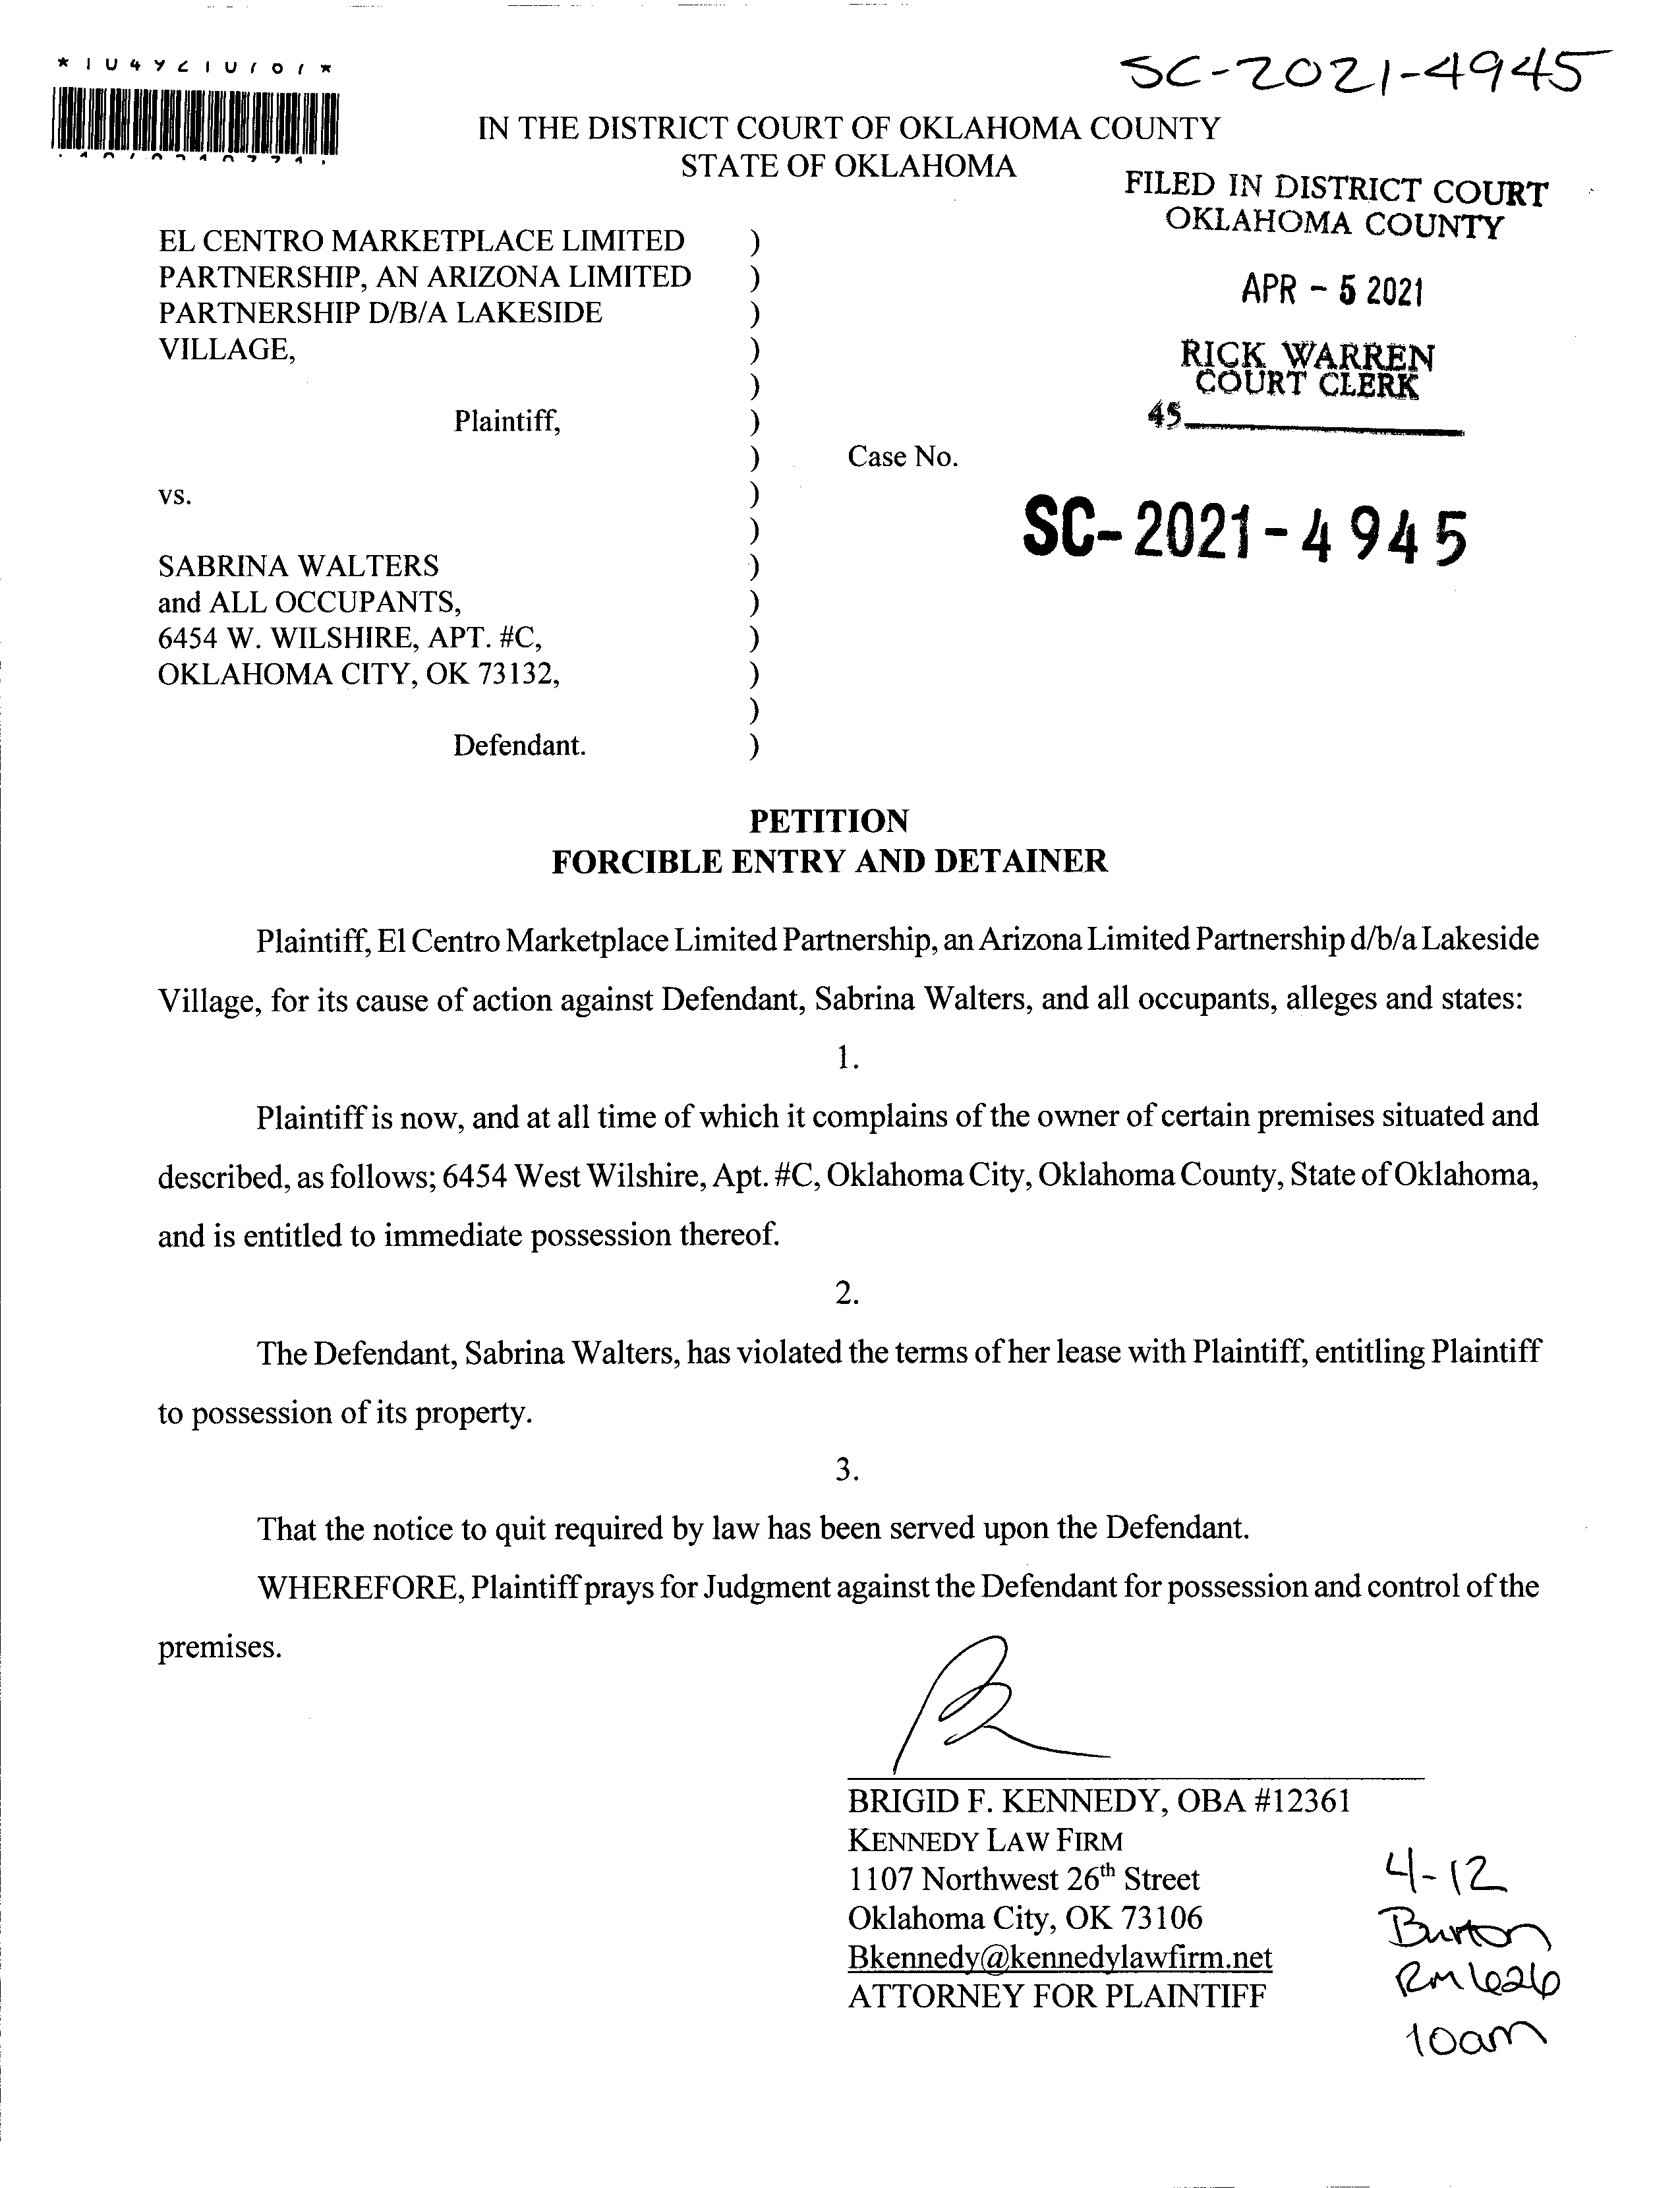 SC-2021-4945
IN THE DISTRICT COURT OF OKLAHOMA COUNTY
STATE OF OKLAHOMA
FILED IN DISTRICT COURT
OKLAHOMA COUNTY
APR - 5 2021
RICK WARREN
COURT CLERK
45
EL CENTRO MARKETPLACE LIMITED )
PARTNERSHIP, AN ARIZONA LIMITED )
PARTNERSHIP D/B/A LAKESIDE )
VILLAGE, )
)
Plaintiff, )
) Case No.
vs. )
SC-2021-4945
)
SABRINA WALTERS )
and ALL OCCUPANTS, )
6454 W. WILSHIRE, APT. #C, )
OKLAHOMA CITY, OK 73132, )
)
Defendant. )
PETITION
FORCIBLE ENTRY AND DETAINER
Plaintiff, El Centro Marketplace Limited Partnership, an Arizona Limited Partnership d/b/a Lakeside
Village, for its cause of action against Defendant, Sabrina Walters, and all occupants, alleges and states:
1.
Plaintiff is now, and at all time of which it complains of the owner of certain premises situated and
described, as follows; 6454 West Wilshire, Apt. #C, Oklahoma City, Oklahoma County, State of Oklahoma,
and is entitled to immediate possession thereof.
2.
The Defendant, Sabrina Walters, has violated the terms of her lease with Plaintiff, entitling Plaintiff
to possession of its property.
3.
That the notice to quit required by law has been served upon the Defendant.
WHEREFORE, Plaintiff prays for Judgment against the Defendant for possession and control of the
premises.
BRIGID F. KENNEDY, OBA #12361
KENNEDY LAW FIRM
1107 Northwest 26th Street
Oklahoma City, OK 73106
Bkennedy@kennedylawfirm.net
ATTORNEY FOR PLAINTIFF
4-12
Burton
Rm 626
10am